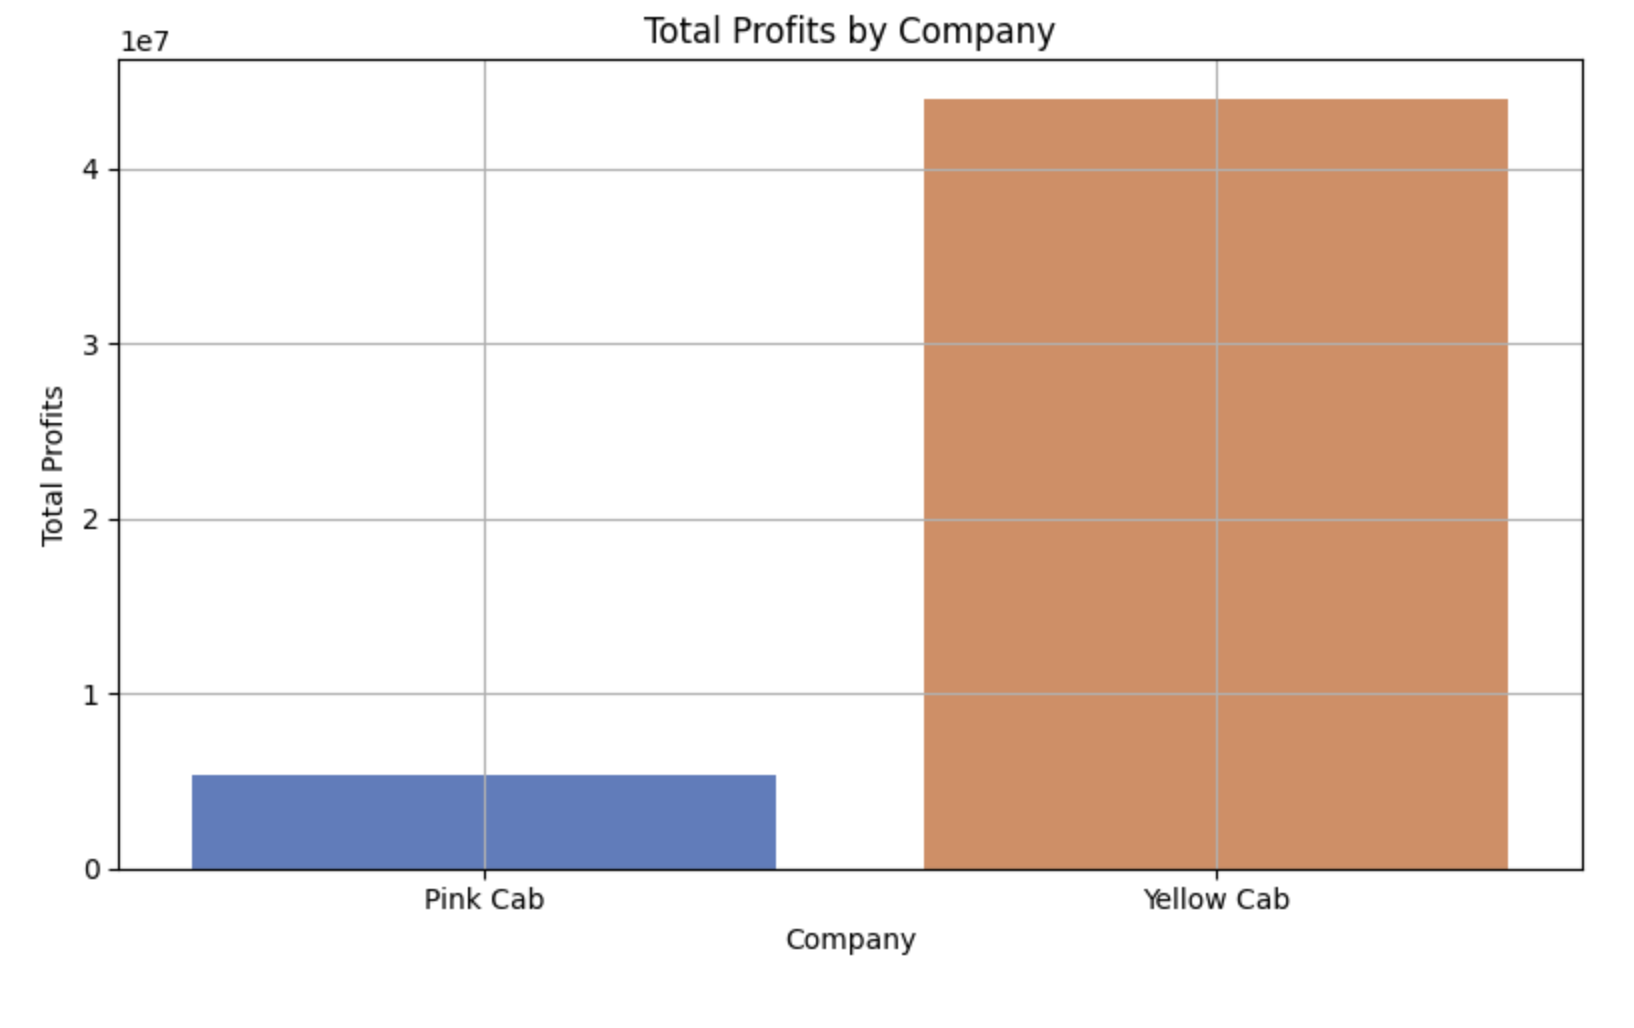 Total Profits by Company
1e7
4
3
2
1
0
Total Profits
Pink Cab
Yellow Cab
Company